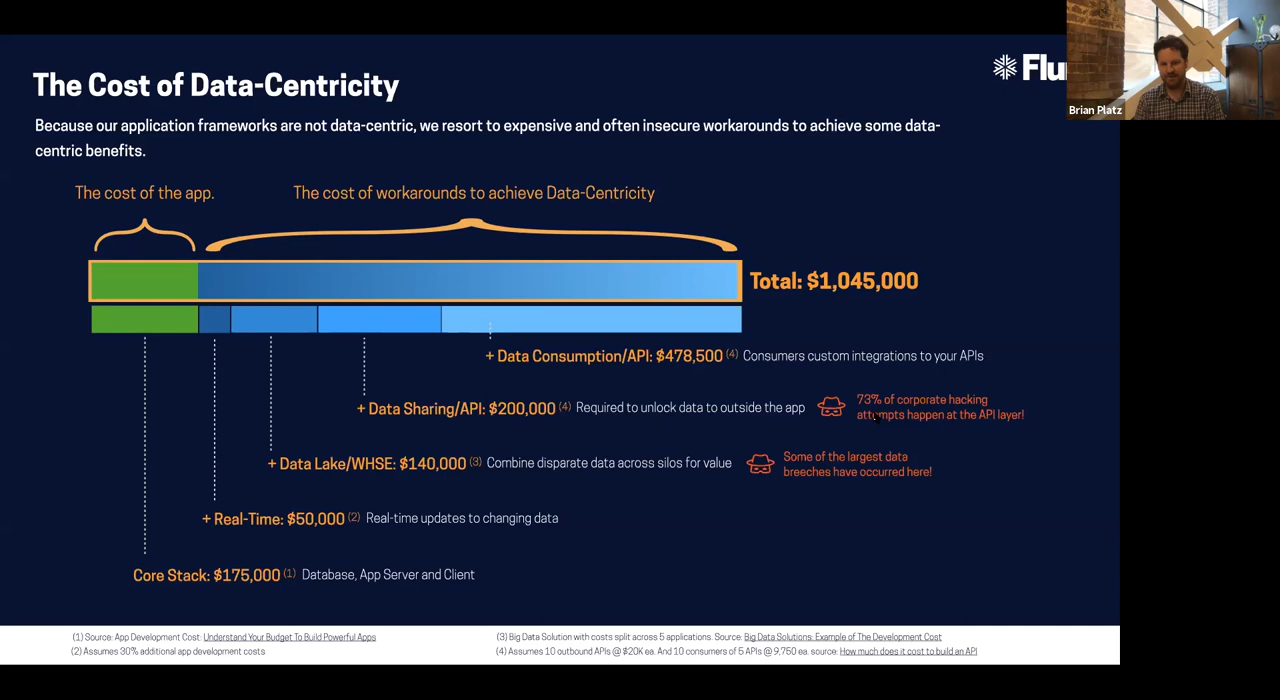 The Cost of Data-Centricity
Flu
Brian Platz
Because our application frameworks are not data-centric, we resort to expensive and often insecure workarounds to achieve some data-
centric benefits.
The cost of the app.
The cost of workarounds to achieve Data-Centricity
Total: $1,045,000
+ Data Consumption/API: $478,500 (4) Consumers custom integrations to your APIs
+ Data Sharing/API: $200,000 (4) Required to unlock data to outside the app
73% of corporate hacking
attempts happen at the API layer!
+ Data Lake/WHSE: $140,000 (3) Combine disparate data across silos for value
Some of the largest data
breeches have occurred here!
+ Real-Time: $50,000 (2) Real-time updates to changing data
Core Stack: $175,000 (1) Database, App Server and Client
(1) Source: App Development Cost: Understand Your Budget To Build Powerful Apps
(2) Assumes 30% additional app development costs
(3) Big Data Solution with costs split across 5 applications. Source: Big Data Solutions: Example of The Development Cost
(4) Assumes 10 outbound APIs @ $20K ea. And 10 consumers of 5 APIs @ 9,750 ea. source: How much does it cost to build an API